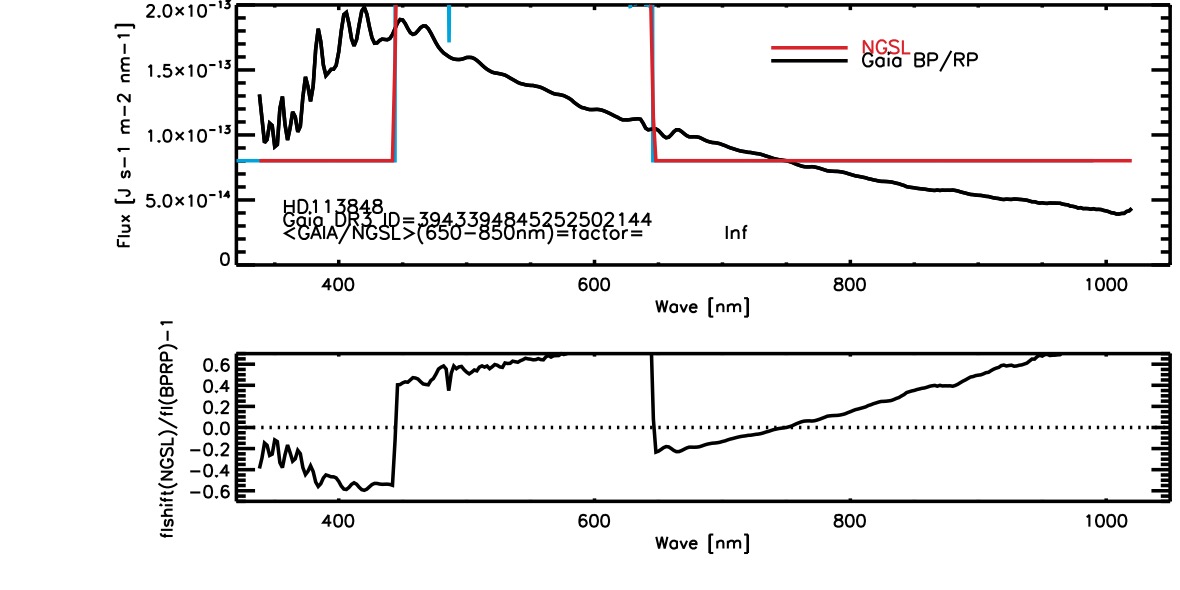 2.0×10⁻¹³
1.5×10⁻¹³
1.0×10⁻¹³
5.0×10⁻¹⁴
0
Flux [J s−1 m−2 nm−1]
NGSL
Gaia BP/RP
HD113848
Gaia DR3 ID=3943394845252502144
<GAIA/NGSL>(650−850nm)=factor= Inf
400 600 800 1000
Wave [nm]
flshift(NGSL)/fl(BPRP)−1
0.6
0.4
0.2
0.0
−0.2
−0.4
−0.6
400 600 800 1000
Wave [nm]